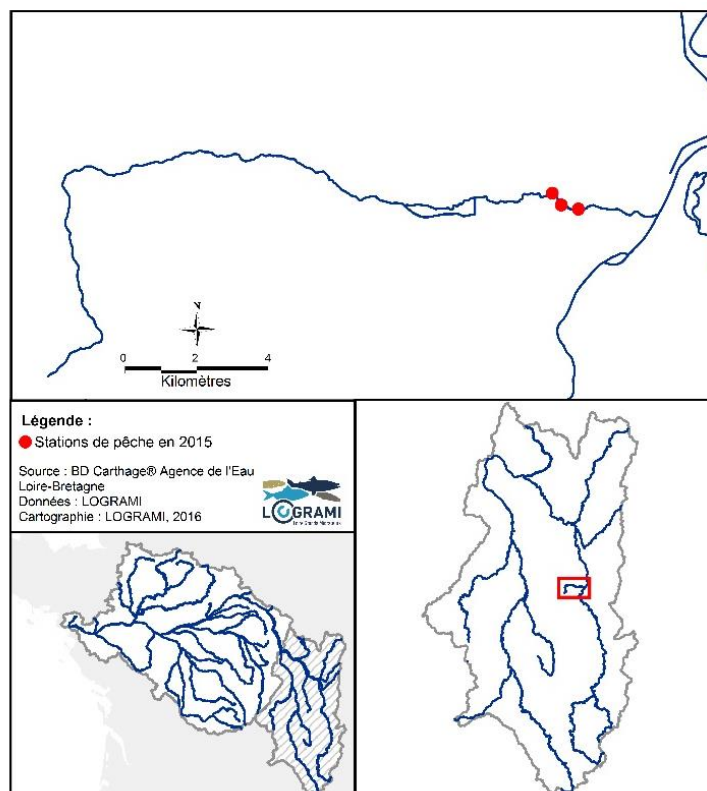 N
0 2 4
Kilomètres
Légende :
Stations de pêche en 2015
Source : BD Carthage® Agence de l'Eau
Loire-Bretagne
Données : LOGRAMI
Cartographie : LOGRAMI, 2016
LOGRAMI